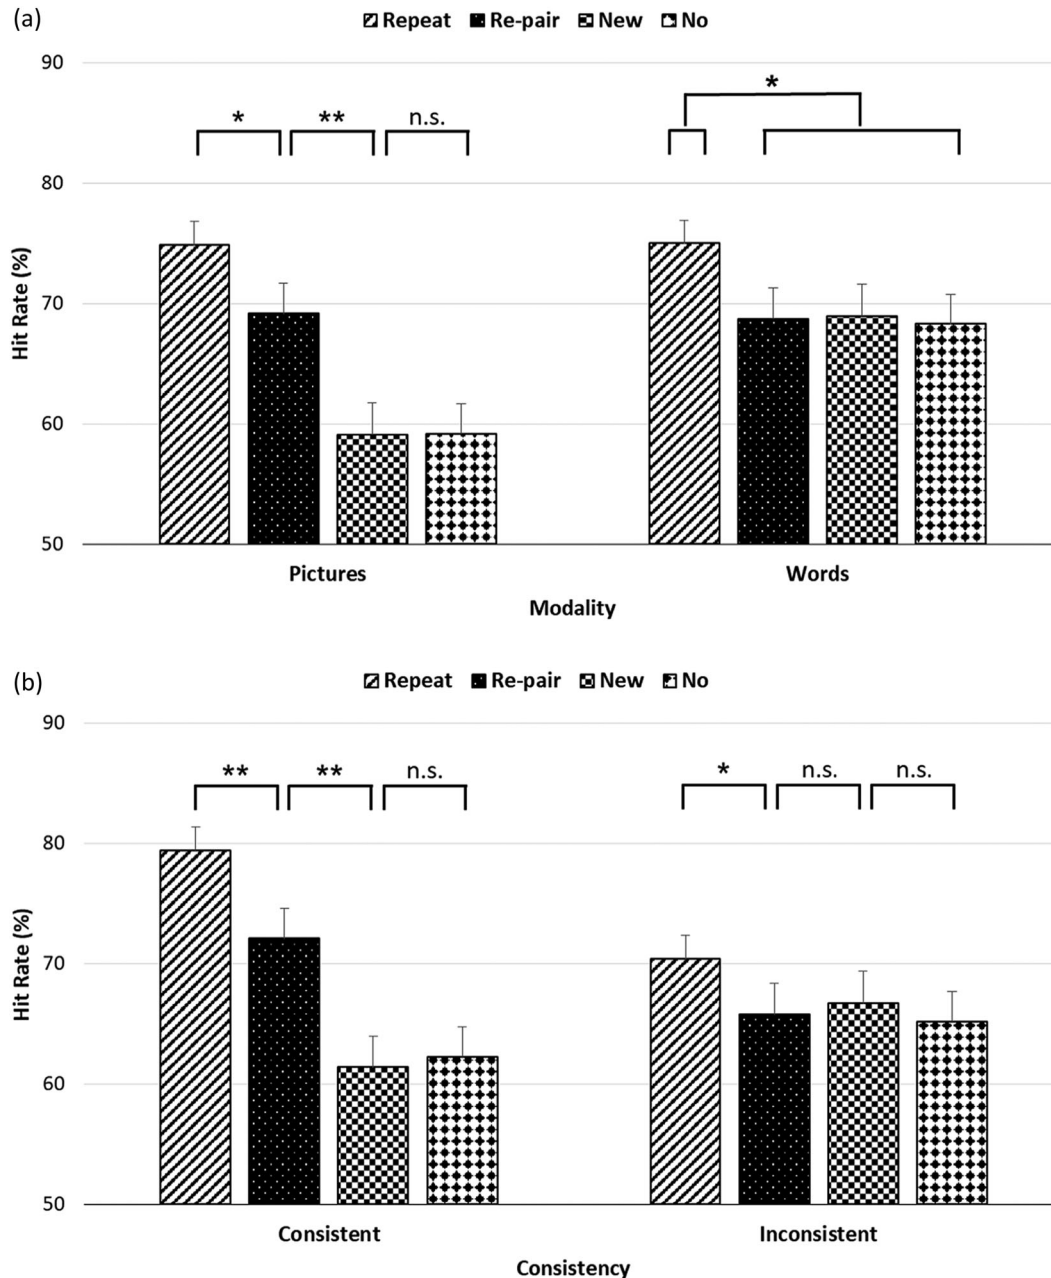 (a)
Repeat Re-pair New No
90
* ** n.s. *
80
70
60
50
Hit Rate (%)
Pictures Words
Modality
(b)
Repeat Re-pair New No
90
** ** n.s. * n.s. n.s.
80
70
60
50
Hit Rate (%)
Consistent Inconsistent
Consistency